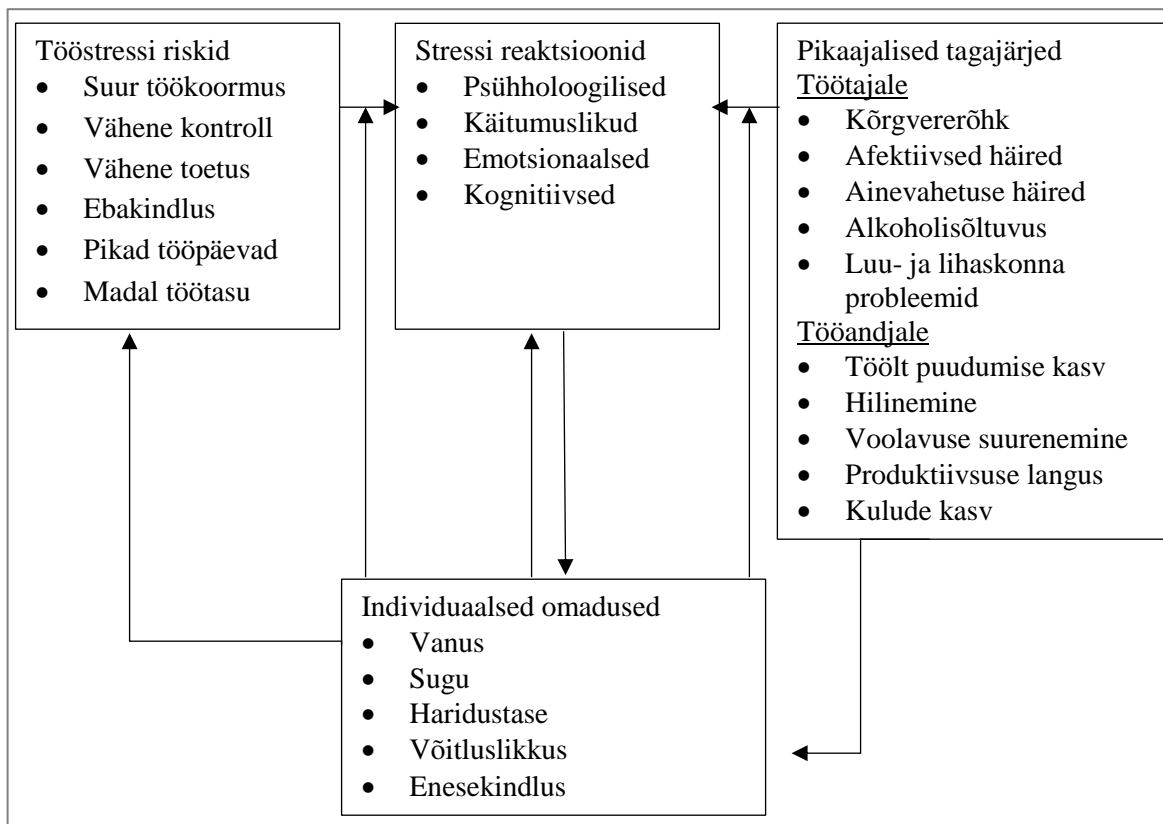 Tööstressi riskid
• Suur töökoormus
• Vähene kontroll
• Vähene toetus
• Ebakindlus
• Pikad tööpäevad
• Madal töötasu
Stressi reaktsioonid
• Psühholoogilised
• Käitumuslikud
• Emotsionaalsed
• Kognitiivsed
Pikaajalised tagajärjed
Töötajale
• Kõrgvererõhk
• Afektiivsed häired
• Ainevahetuse häired
• Alkoholisõltuvus
• Luu- ja lihaskonna
probleemid
Tööandjale
• Töölt puudumise kasv
• Hilinemine
• Voolavuse suurenemine
• Produktiivsuse langus
• Kulude kasv
Individuaalsed omadused
• Vanus
• Sugu
• Haridustase
• Võitluslikkus
• Enesekindlus